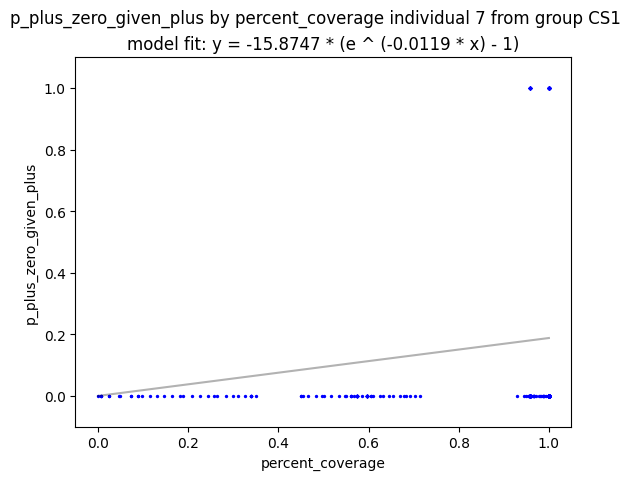 p_plus_zero_given_plus by percent_coverage individual 7 from group CS1
model fit: y = -15.8747 * (e ^ (-0.0119 * x) - 1)
1.0
0.8
0.6
0.4
0.2
0.0
p_plus_zero_given_plus
0.0 0.2 0.4 0.6 0.8 1.0
percent_coverage